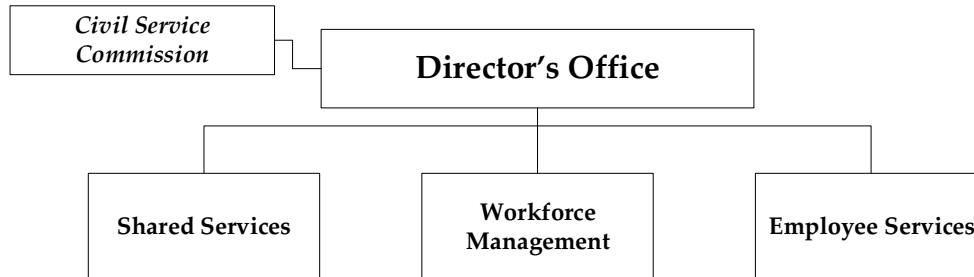 Civil Service
Commission
Director’s Office
Shared Services
Workforce
Management
Employee Services